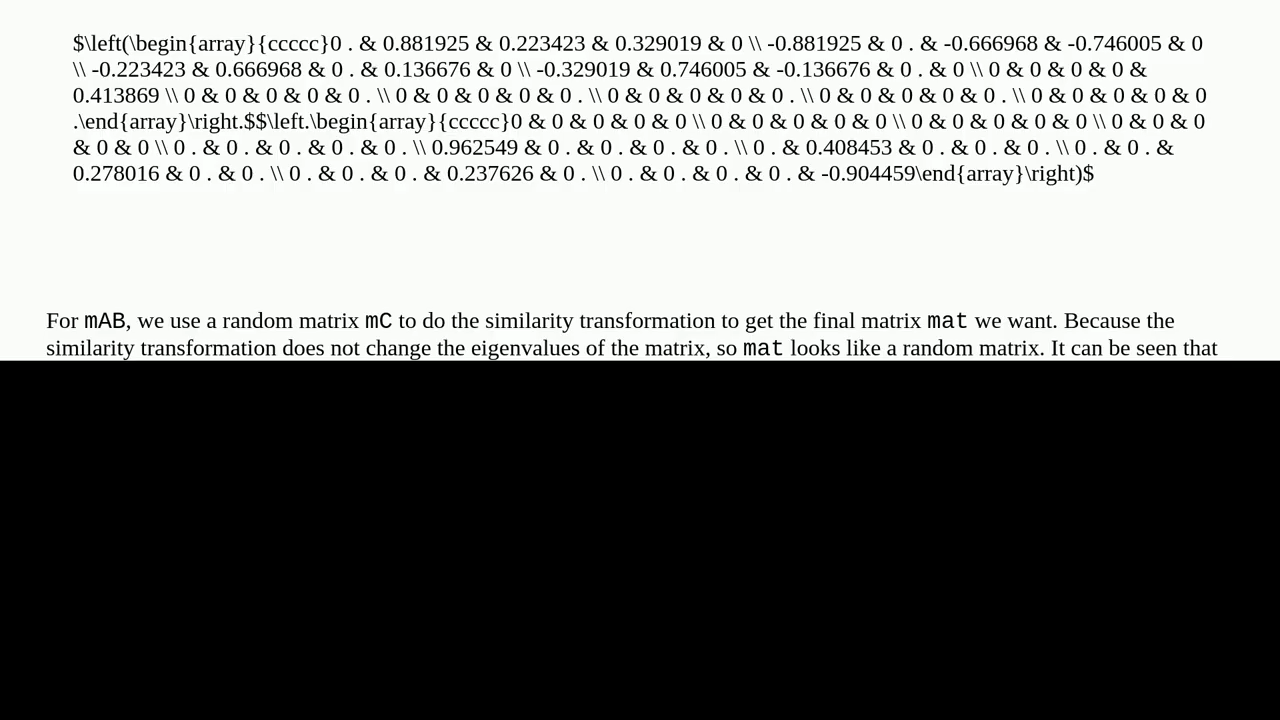 $\left(\begin{array}{ccccc}0 . & 0.881925 & 0.223423 & 0.329019 & 0 \\ -0.881925 & 0 . & -0.666968 & -0.746005 & 0
\\ -0.223423 & 0.666968 & 0 . & 0.136676 & 0 \\ -0.329019 & 0.746005 & -0.136676 & 0 . & 0 \\ 0 & 0 & 0 & 0 &
0.413869 \\ 0 & 0 & 0 & 0 & 0 . \\ 0 & 0 & 0 & 0 & 0 . \\ 0 & 0 & 0 & 0 & 0 . \\ 0 & 0 & 0 & 0 & 0 . \\ 0 & 0 & 0 & 0 & 0
.\end{array}\right.$$\left.\begin{array}{ccccc}0 & 0 & 0 & 0 & 0 \\ 0 & 0 & 0 & 0 & 0 \\ 0 & 0 & 0 & 0 & 0 \\ 0 & 0 & 0
& 0 & 0 \\ 0 . & 0 . & 0 . & 0 . & 0 . \\ 0.962549 & 0 . & 0 . & 0 . & 0 . \\ 0 . & 0.408453 & 0 . & 0 . & 0 . \\ 0 . & 0 . &
0.278016 & 0 . & 0 . \\ 0 . & 0 . & 0 . & 0.237626 & 0 . \\ 0 . & 0 . & 0 . & 0 . & -0.904459\end{array}\right)$
For mAB, we use a random matrix mC to do the similarity transformation to get the final matrix mat we want. Because the
similarity transformation does not change the eigenvalues of the matrix, so mat looks like a random matrix. It can be seen that